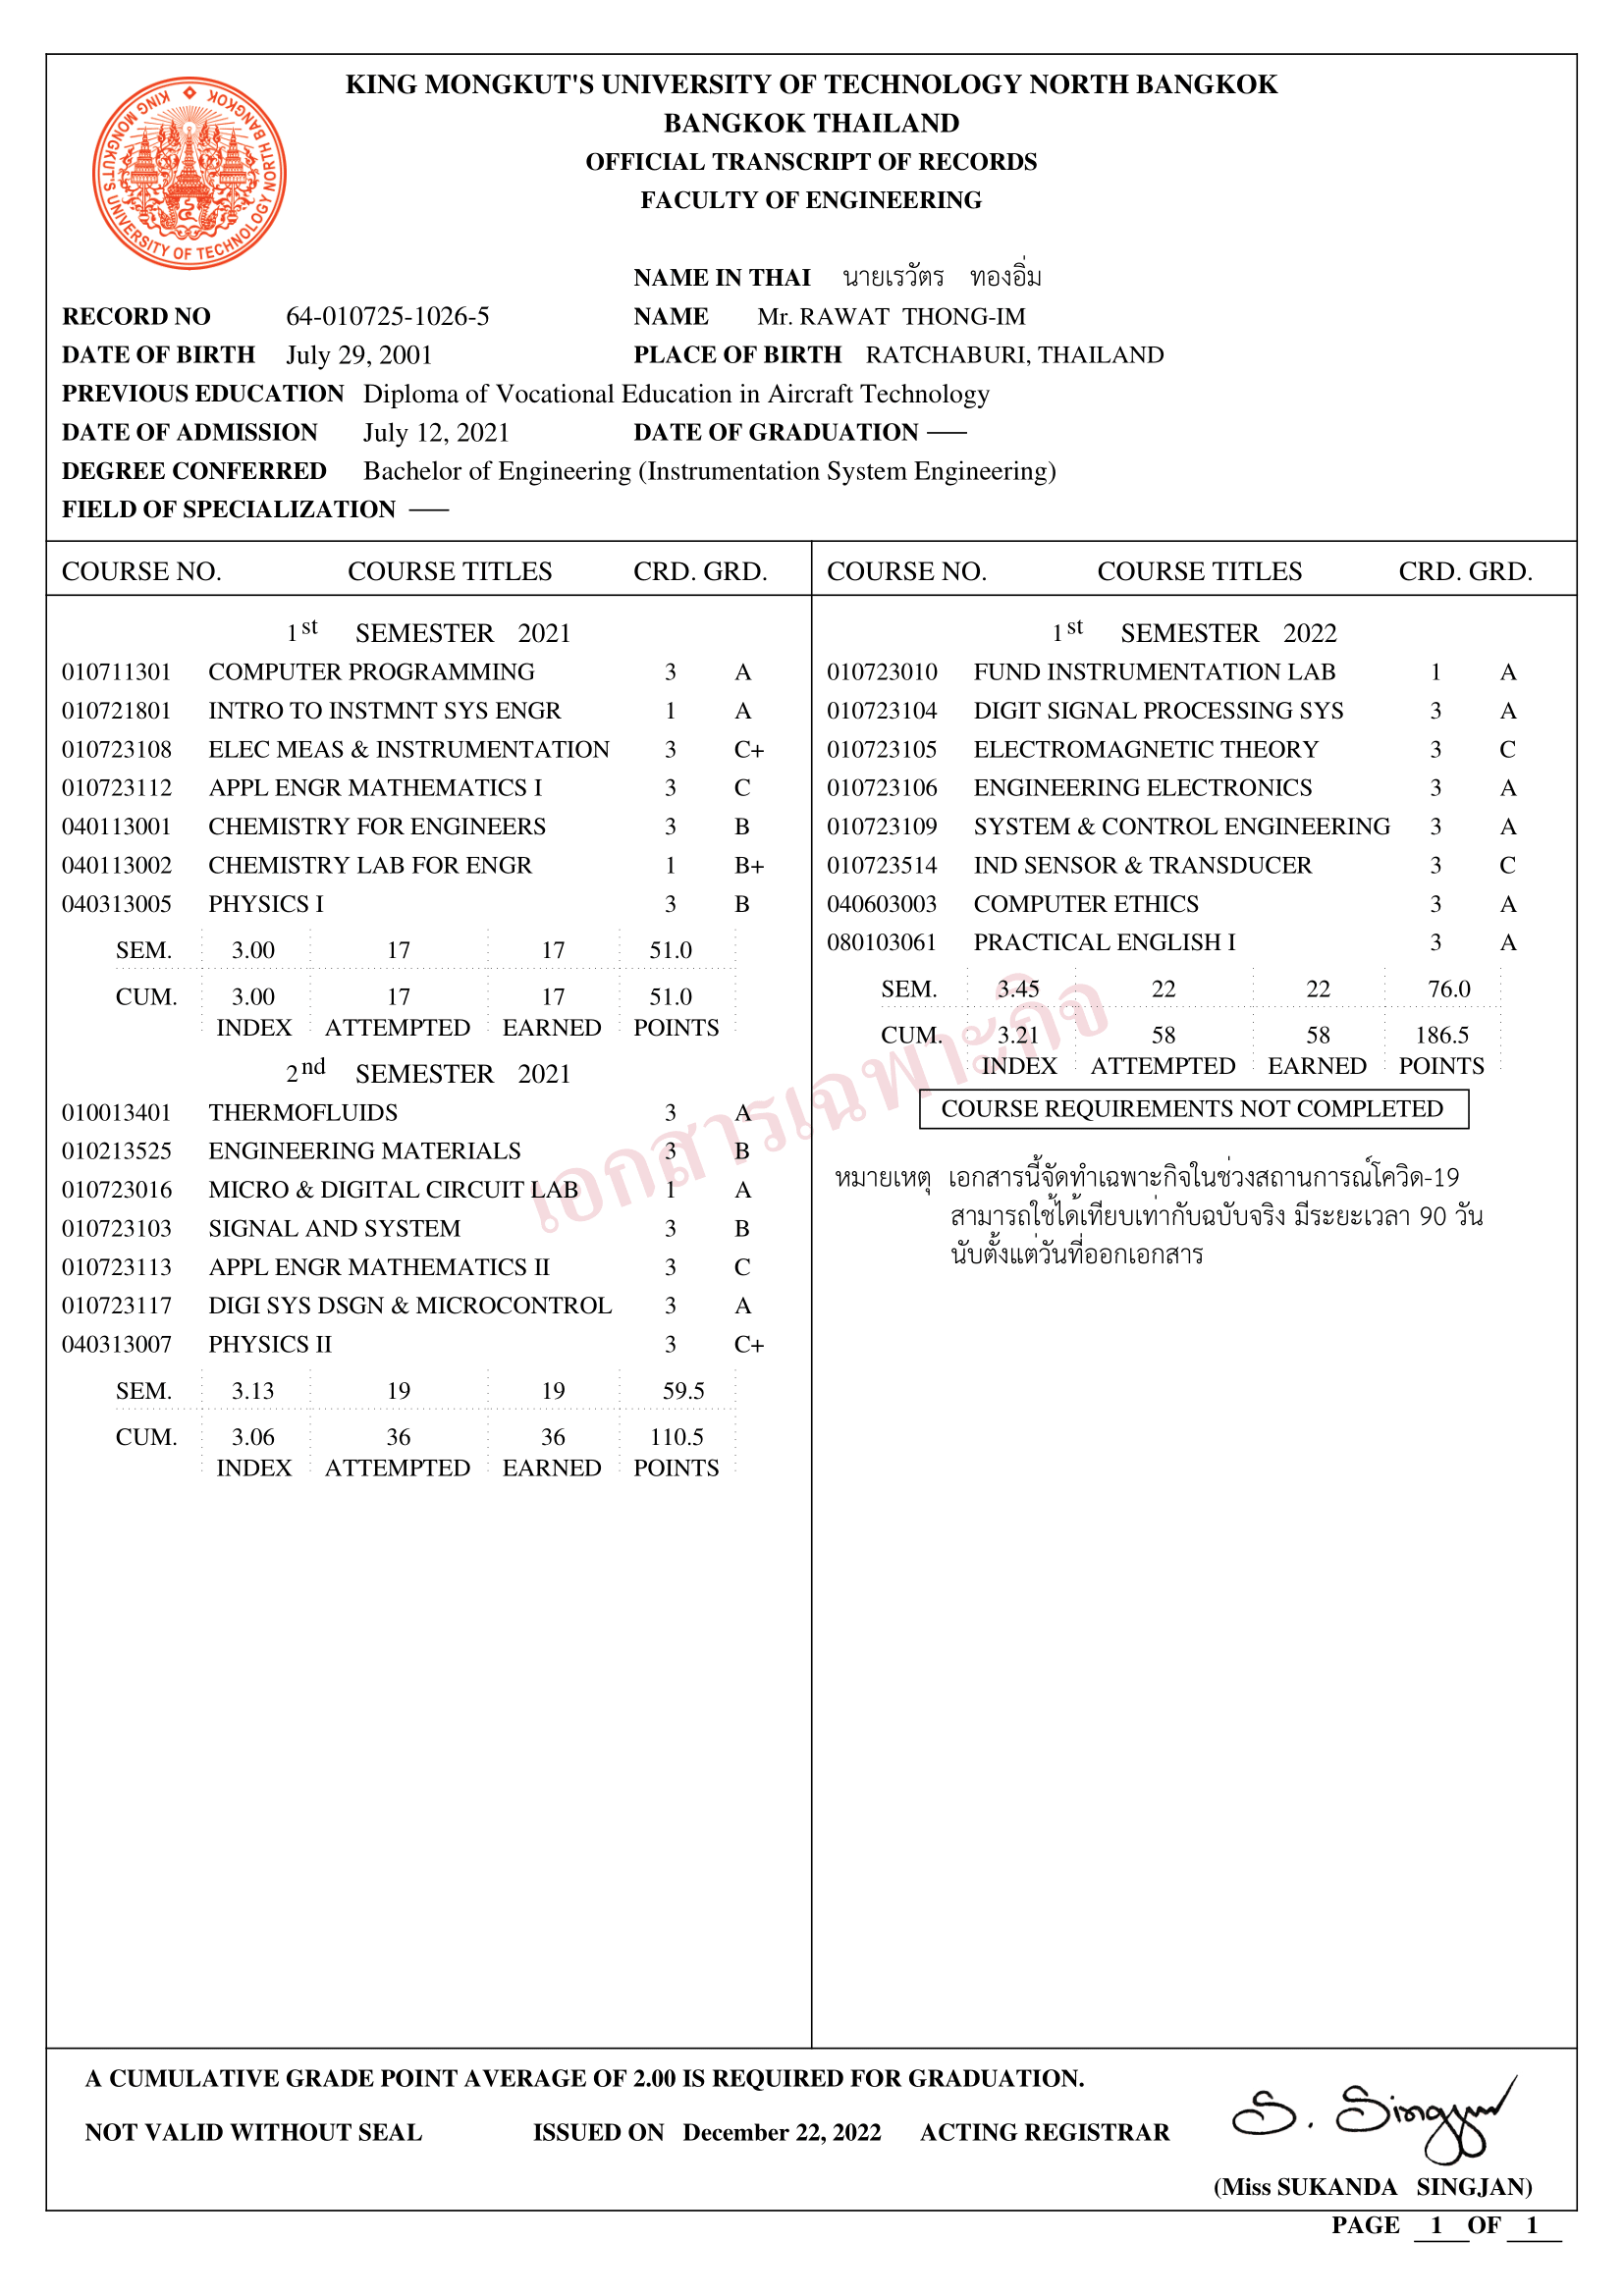 KING MONGKUT'S UNIVERSITY OF TECHNOLOGY NORTH BANGKOK
KING MONGKUT'S UNIVERSITY OF TECHNOLOGY NORTH BANGKOK
BANGKOK THAILAND
OFFICIAL TRANSCRIPT OF RECORDS
FACULTY OF ENGINEERING
NAME IN THAI นายเรวัตร ทองอิ่ม
RECORD NO 64-010725-1026-5 NAME Mr. RAWAT THONG-IM
DATE OF BIRTH July 29, 2001 PLACE OF BIRTH RATCHABURI, THAILAND
PREVIOUS EDUCATION Diploma of Vocational Education in Aircraft Technology
DATE OF ADMISSION July 12, 2021 DATE OF GRADUATION —
DEGREE CONFERRED Bachelor of Engineering (Instrumentation System Engineering)
FIELD OF SPECIALIZATION —
COURSE NO. COURSE TITLES CRD. GRD.
1st SEMESTER 2021
010711301 COMPUTER PROGRAMMING 3 A
010721801 INTRO TO INSTMNT SYS ENGR 1 A
010723108 ELEC MEAS & INSTRUMENTATION 3 C+
010723112 APPL ENGR MATHEMATICS I 3 C
040113001 CHEMISTRY FOR ENGINEERS 3 B
040113002 CHEMISTRY LAB FOR ENGR 1 B+
040313005 PHYSICS I 3 B
SEM. 3.00 17 17 51.0
CUM. 3.00 17 17 51.0
INDEX ATTEMPTED EARNED POINTS
2nd SEMESTER 2021
010013401 THERMOFLUIDS 3 A
010213525 ENGINEERING MATERIALS 3 B
010723016 MICRO & DIGITAL CIRCUIT LAB 1 A
010723103 SIGNAL AND SYSTEM 3 B
010723113 APPL ENGR MATHEMATICS II 3 C
010723117 DIGI SYS DSGN & MICROCONTROL 3 A
040313007 PHYSICS II 3 C+
SEM. 3.13 19 19 59.5
CUM. 3.06 36 36 110.5
INDEX ATTEMPTED EARNED POINTS
COURSE NO. COURSE TITLES CRD. GRD.
1st SEMESTER 2022
010723010 FUND INSTRUMENTATION LAB 1 A
010723104 DIGIT SIGNAL PROCESSING SYS 3 A
010723105 ELECTROMAGNETIC THEORY 3 C
010723106 ENGINEERING ELECTRONICS 3 A
010723109 SYSTEM & CONTROL ENGINEERING 3 A
010723514 IND SENSOR & TRANSDUCER 3 C
040603003 COMPUTER ETHICS 3 A
080103061 PRACTICAL ENGLISH I 3 A
SEM. 3.45 22 22 76.0
CUM. 3.21 58 58 186.5
INDEX ATTEMPTED EARNED POINTS
COURSE REQUIREMENTS NOT COMPLETED
หมายเหตุ เอกสารนี้จัดทำเฉพาะกิจในช่วงสถานการณ์โควิด-19
สามารถใช้ได้เทียบเท่ากับฉบับจริง มีระยะเวลา 90 วัน
นับตั้งแต่วันที่ออกเอกสาร
เอกสารเฉพาะกิจ
A CUMULATIVE GRADE POINT AVERAGE OF 2.00 IS REQUIRED FOR GRADUATION.
NOT VALID WITHOUT SEAL ISSUED ON December 22, 2022 ACTING REGISTRAR S. Singjan
(Miss SUKANDA SINGJAN)
PAGE 1 OF 1